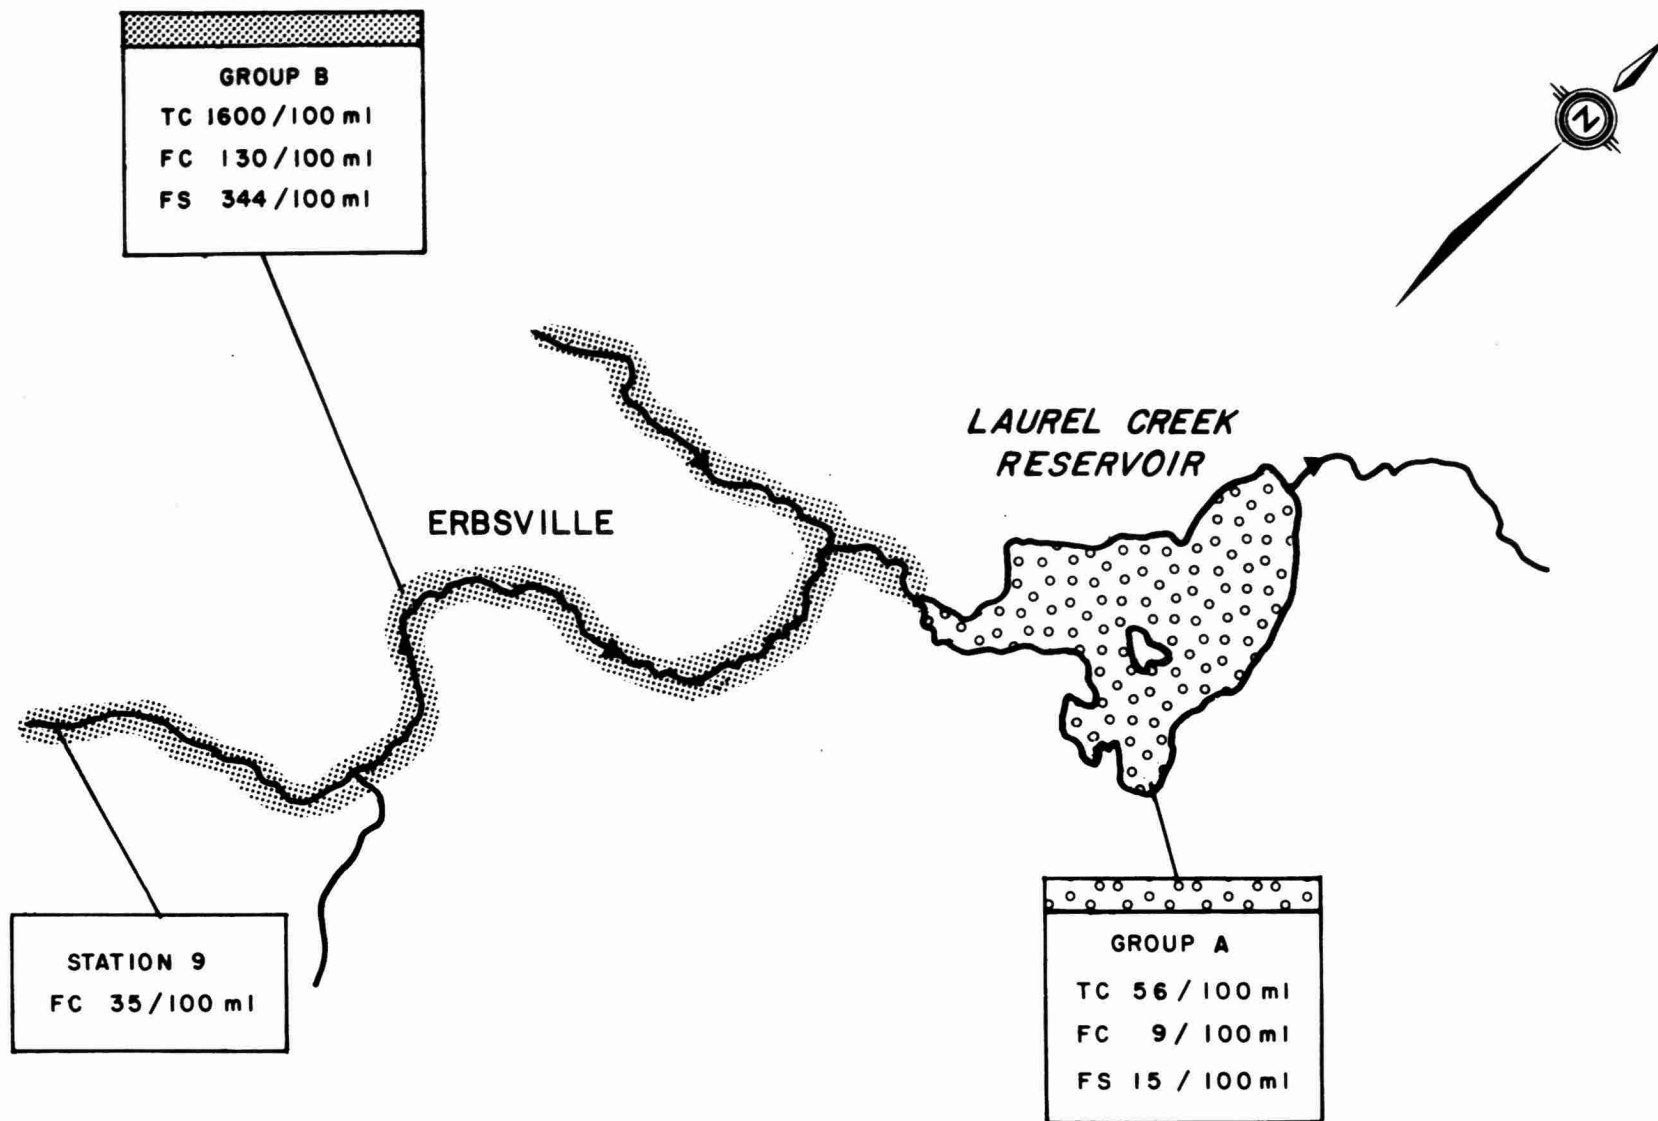 GROUP B
TC 1600/100 ml
FC 130/100 ml
FS 344/100 ml
N
LAUREL CREEK
RESERVOIR
ERBSVILLE
STATION 9
FC 35/100 ml
GROUP A
TC 56/100 ml
FC 9/100 ml
FS 15/100 ml